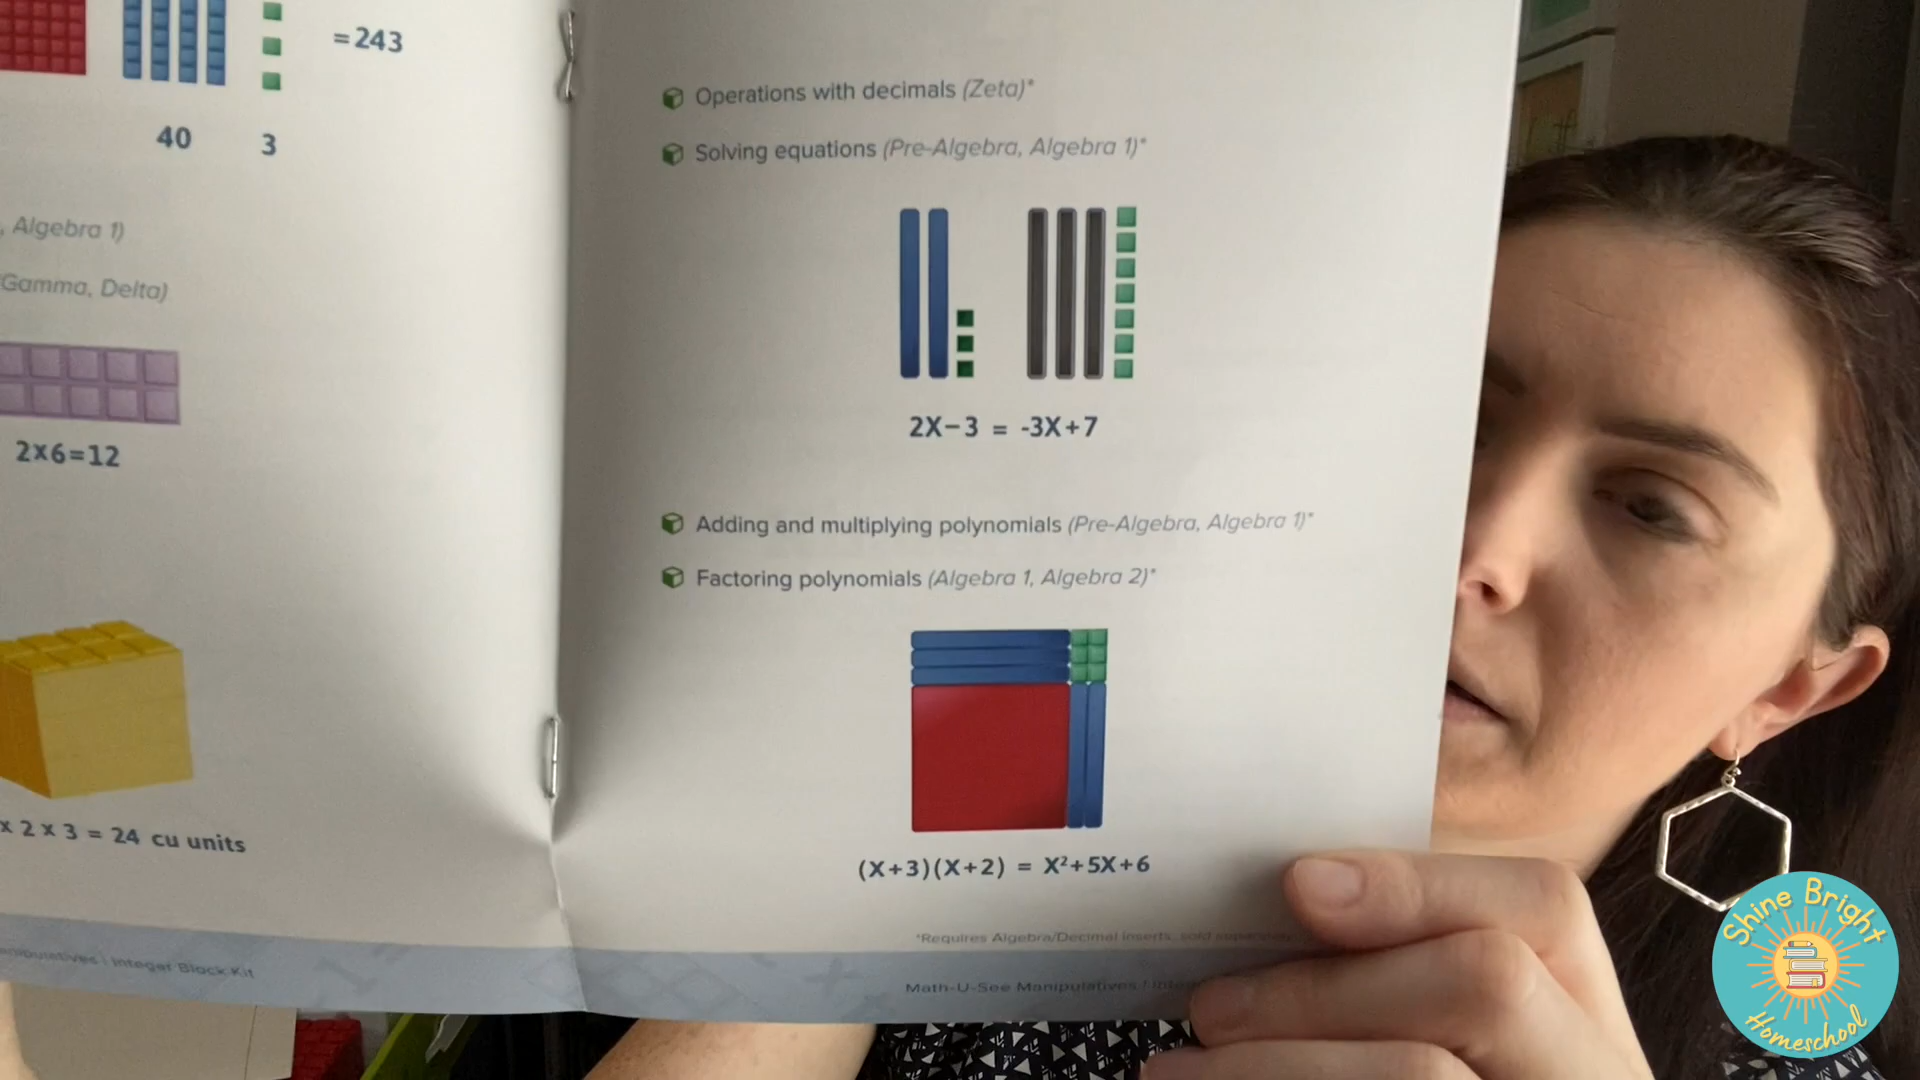 =243
40 3
, Algebra 1)
Gamma, Delta)
2x6=12
x 2 x 3 = 24 cu units
Integer Block Kit
Operations with decimals (Zeta)*
Solving equations (Pre-Algebra, Algebra 1)*
2X−3 = -3X+7
Adding and multiplying polynomials (Pre-Algebra, Algebra 1)*
Factoring polynomials (Algebra 1, Algebra 2)*
(X+3)(X+2) = X²+5X+6
*Requires Algebra/Decimal inserts, sold
Math-U-See Manipulatives |
Shine Bright
Homeschool